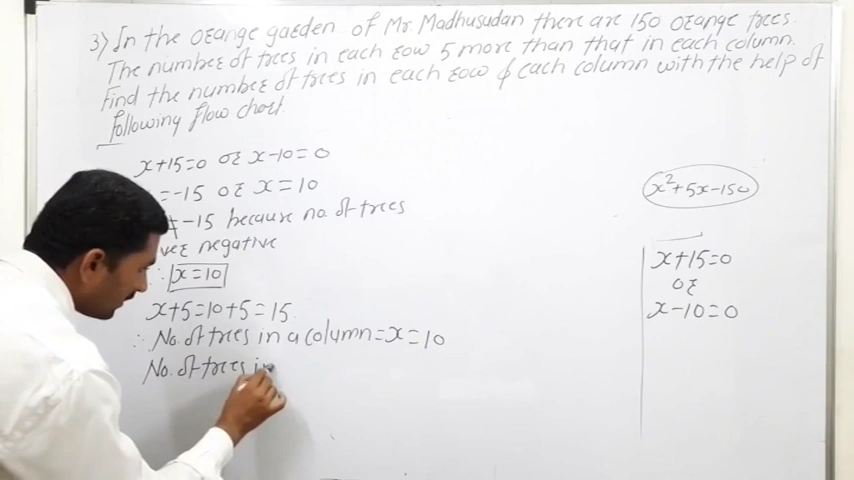 3) In the orange garden of Mr. Madhusudan there are 150 orange trees.
The number of trees in each row 5 more than that in each column.
Find the number of trees in each row & each column with the help of
following flow chart.
x+15=0 or x-10=0
=-15 or x=10
≠-15 because no. of trees
never negative
∴ x=10
x+5=10+5=15.
∴ No. of trees in a column=x=10
No. of trees in
x²+5x-150
x+15=0
or
x-10=0